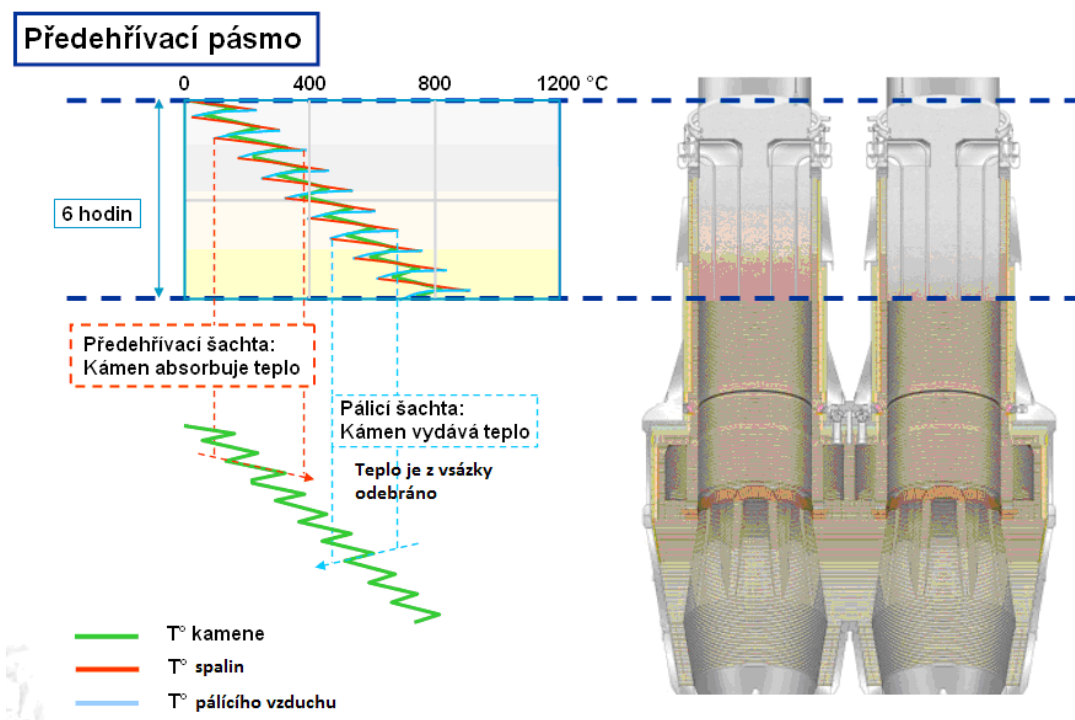 Předehřívací pásmo
0 400 800 1200 °C
6 hodin
Předehřívací šachta:
Kámen absorbuje teplo
Pálicí šachta:
Kámen vydává teplo
Teplo je z vsázky
odebráno
T° kamene
T° spalin
T° pálícího vzduchu